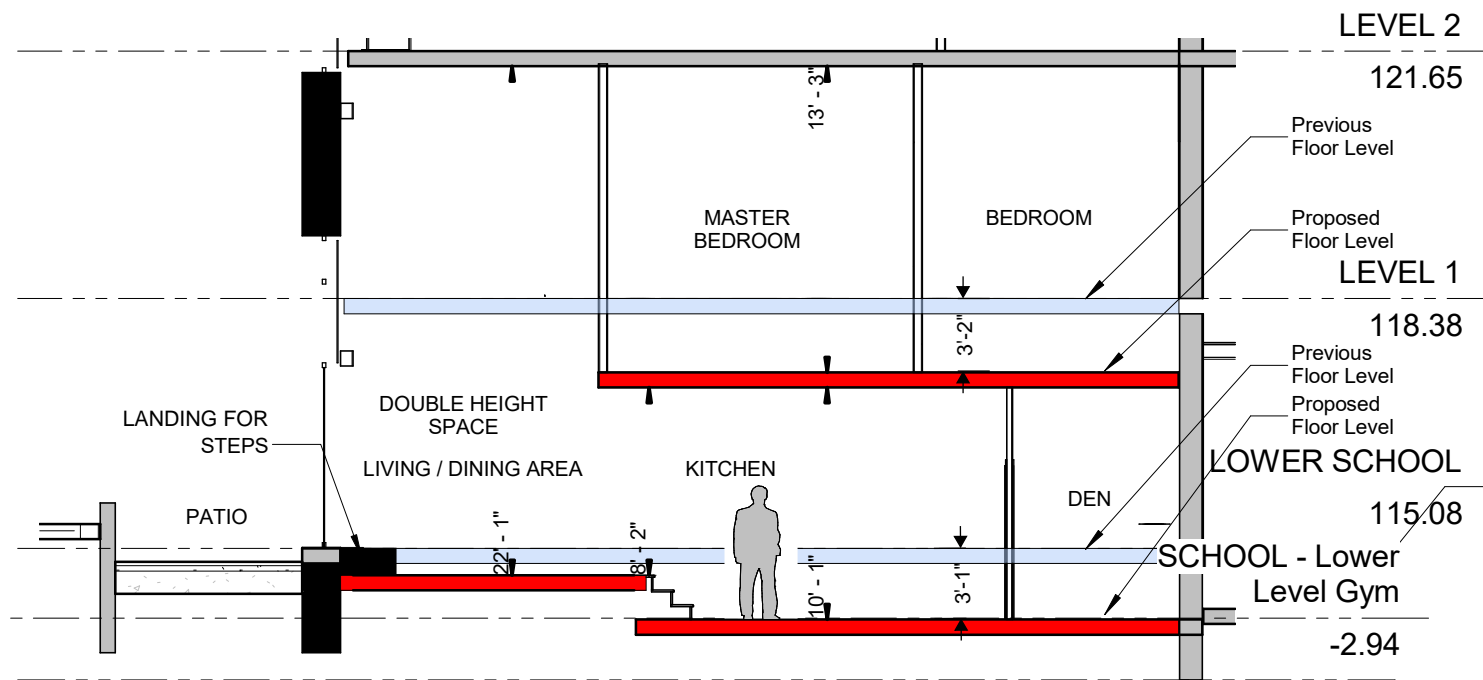 LEVEL 2
121.65
13' - 3"
Previous
Floor Level
MASTER
BEDROOM
BEDROOM
Proposed
Floor Level
LEVEL 1
118.38
3'-2"
Previous
Floor Level
DOUBLE HEIGHT
SPACE
Proposed
Floor Level
LANDING FOR
STEPS
LIVING / DINING AREA
KITCHEN
LOWER SCHOOL
DEN
115.08
PATIO
22' - 1"
8' - 2"
10' - 1"
3'-1"
SCHOOL - Lower
Level Gym
-2.94